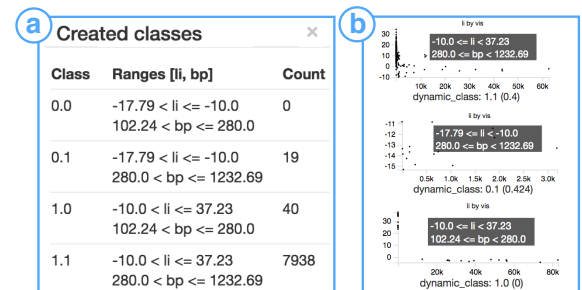 a
Created classes ×
Class Ranges [li, bp] Count
0.0 -17.79 < li <= -10.0 0
102.24 < bp <= 280.0
0.1 -17.79 < li <= -10.0 19
280.0 < bp <= 1232.69
1.0 -10.0 < li <= 37.23 40
102.24 < bp <= 280.0
1.1 -10.0 < li <= 37.23 7938
280.0 < bp <= 1232.69
b
li by vis
30
20
10
0
-10
-10.0 <= li < 37.23
280.0 <= bp < 1232.69
10k 20k 30k 40k 50k 60k
dynamic_class: 1.1 (0.4)
li by vis
-11
-12
-13
-14
-15
-17.79 <= li < -10.0
280.0 <= bp < 1232.69
0.5k 1.0k 1.5k 2.0k 2.5k 3.0k
dynamic_class: 0.1 (0.424)
li by vis
30
20
10
0
-10.0 <= li < 37.23
102.24 <= bp < 280.0
20k 40k 60k 80k
dynamic_class: 1.0 (0)